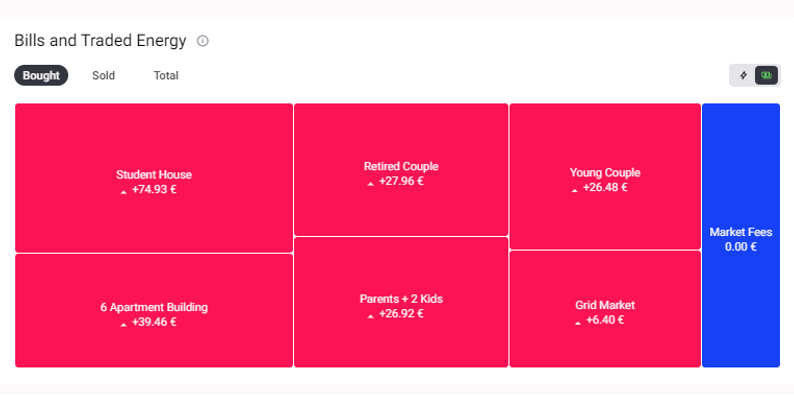 Bills and Traded Energy
Bought
Sold
Total
Student House
+74.93 €
Retired Couple
+27.96 €
Young Couple
+26.48 €
Market Fees
0.00 €
6 Apartment Building
+39.46 €
Parents + 2 Kids
+26.92 €
Grid Market
+6.40 €